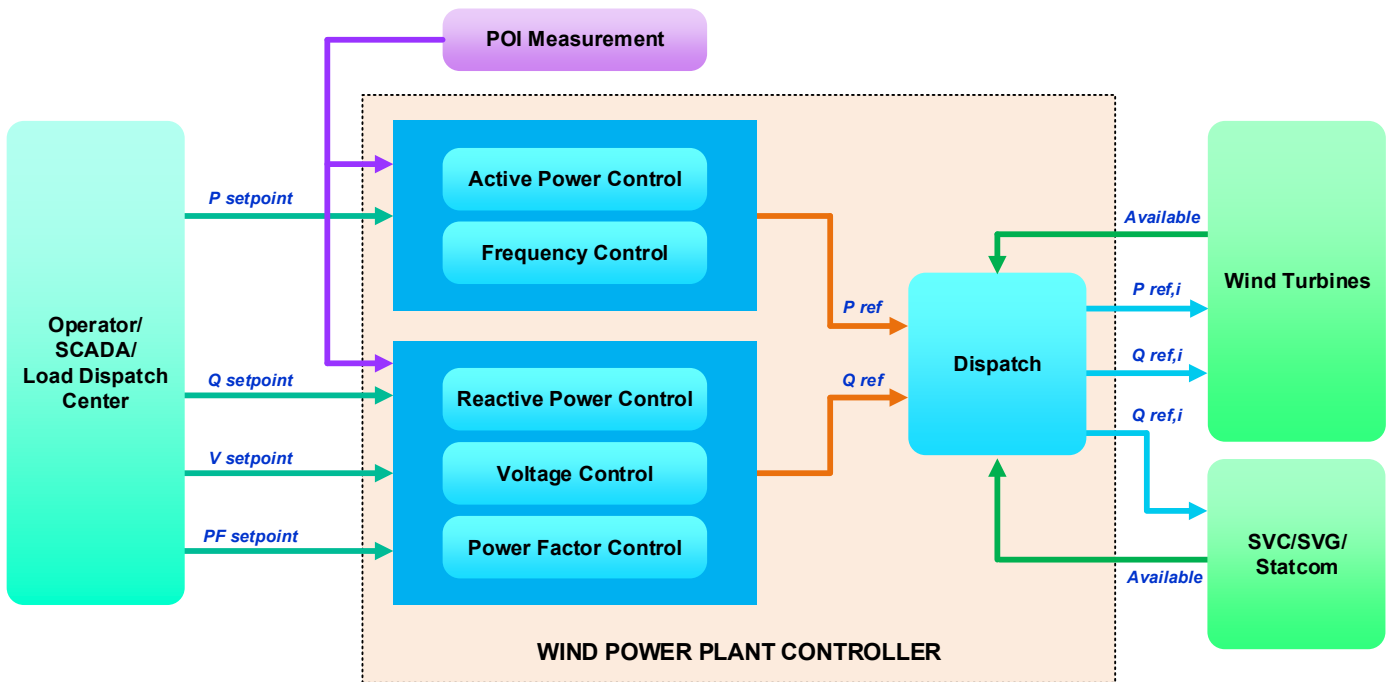 POI Measurement
Operator/
SCADA/
Load Dispatch
Center
P setpoint
Q setpoint
V setpoint
PF setpoint
Active Power Control
Frequency Control
Reactive Power Control
Voltage Control
Power Factor Control
P ref
Q ref
Dispatch
Available
P ref,i
Q ref,i
Q ref,i
Available
Wind Turbines
SVC/SVG/
Statcom
WIND POWER PLANT CONTROLLER